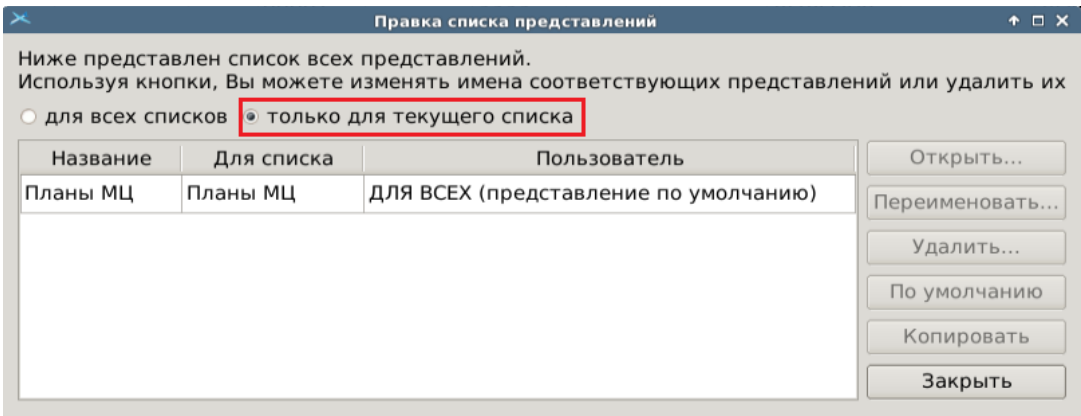 Правка списка представлений
Ниже представлен список всех представлений.
Используя кнопки, Вы можете изменять имена соответствующих представлений или удалить их
для всех списков только для текущего списка
Название Для списка Пользователь
Планы МЦ Планы МЦ ДЛЯ ВСЕХ (представление по умолчанию)
Открыть...
Переименовать...
Удалить...
По умолчанию
Копировать
Закрыть